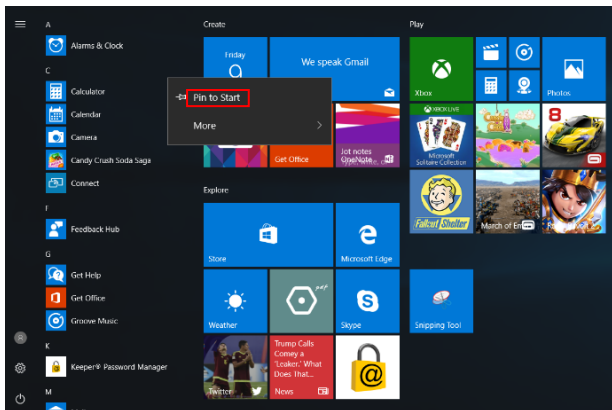 A
Alarms & Clock
C
Calculator
Calendar
Camera
Candy Crush Soda Saga
Connect
F
Feedback Hub
G
Get Help
Get Office
Groove Music
K
Keeper® Password Manager
M
Create
Friday
9
We speak Gmail
Pin to Start
More
Get Office
Jot notes
OneNote
Explore
Store
Microsoft Edge
Weather
Skype
Twitter
Trump Calls
Comey a
'Leaker.' What
Does That...
News
Play
Xbox
Photos
XBOX LIVE
Microsoft
Solitaire Collection
Candy
8
Fallout Shelter
March of Em
Snipping Tool